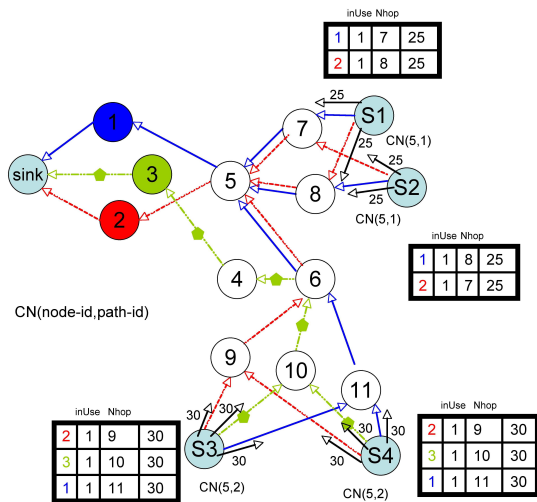 inUse Nhop
1 1 7 25
2 1 8 25
25
1
7
S1
CN(5,1)
25
3
sink
5
8
25
S2
25
2
CN(5,1)
inUse Nhop
1 1 8 25
2 1 7 25
4
6
CN(node-id,path-id)
9
10
11
inUse Nhop
2 1 9 30
3 1 10 30
1 1 11 30
30
30
S3
30
CN(5,2)
30
30
30
S4
CN(5,2)
inUse Nhop
2 1 9 30
3 1 10 30
1 1 11 30